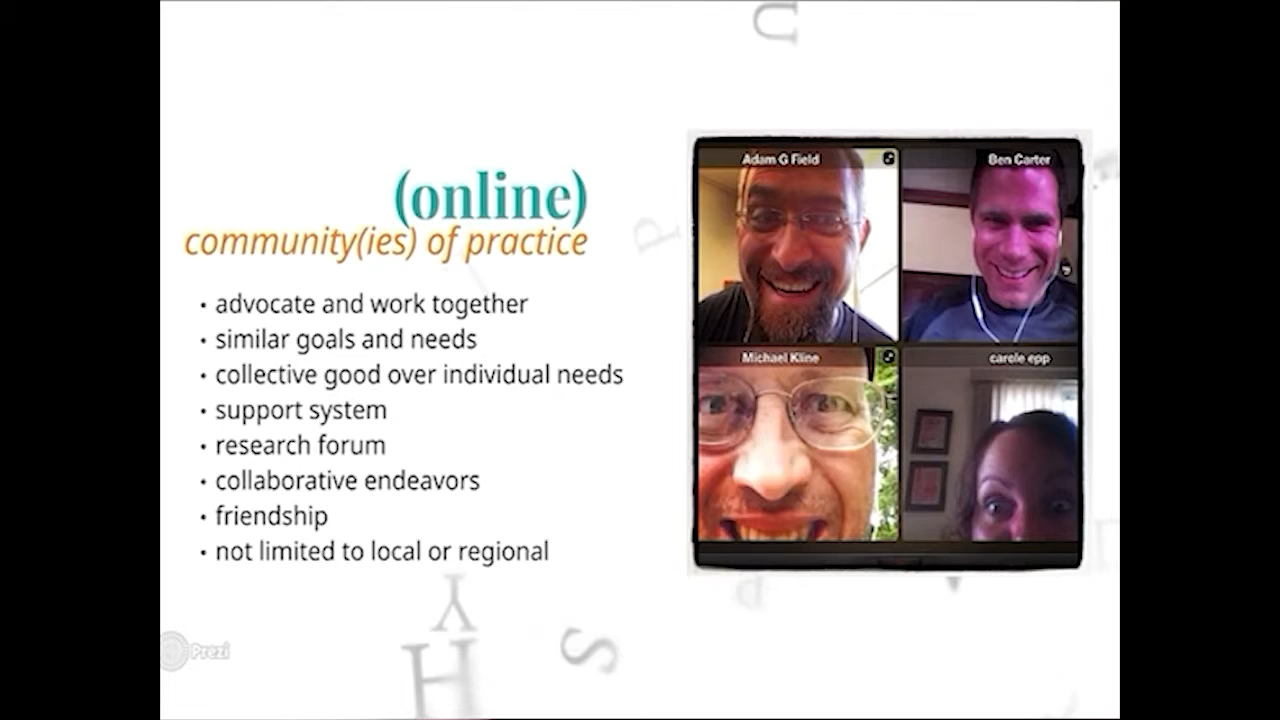 (online)
community(ies) of practice
• advocate and work together
• similar goals and needs
• collective good over individual needs
• support system
• research forum
• collaborative endeavors
• friendship
• not limited to local or regional
Adam G Field
Ben Carter
Michael Kline
carole epp
U
P
Y
H
S
Prezi